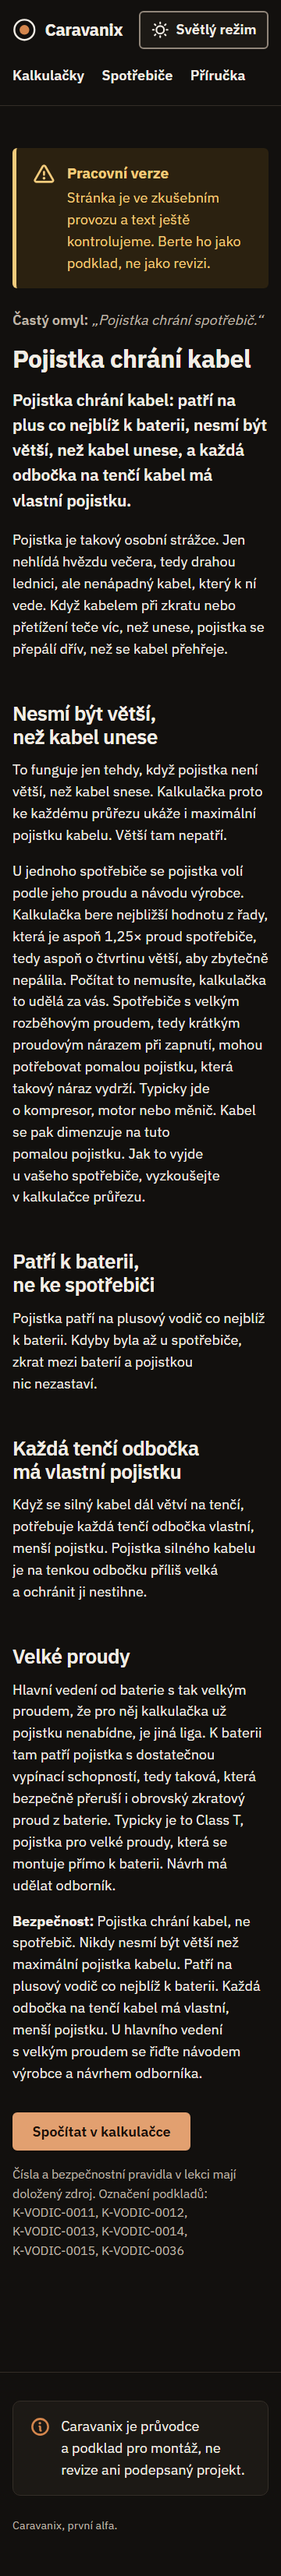 Caravanix
Světlý režim
Kalkulačky Spotřebiče Příručka
Pracovní verze
Stránka je ve zkušebním
provozu a text ještě
kontrolujeme. Berte ho jako
podklad, ne jako revizi.
Častý omyl: „Pojistka chrání spotřebič.“
Pojistka chrání kabel
Pojistka chrání kabel: patří na
plus co nejblíž k baterii, nesmí být
větší, než kabel unese, a každá
odbočka na tenčí kabel má
vlastní pojistku.
Pojistka je takový osobní strážce. Jen
nehlídá hvězdu večera, tedy drahou
lednici, ale nenápadný kabel, který k ní
vede. Když kabelem při zkratu nebo
přetížení teče víc, než unese, pojistka se
přepálí dřív, než se kabel přehřeje.
Nesmí být větší,
než kabel unese
To funguje jen tehdy, když pojistka není
větší, než kabel snese. Kalkulačka proto
ke každému průřezu ukáže i maximální
pojistku kabelu. Větší tam nepatří.
U jednoho spotřebiče se pojistka volí
podle jeho proudu a návodu výrobce.
Kalkulačka bere nejbližší hodnotu z řady,
která je aspoň 1,25× proud spotřebiče,
tedy aspoň o čtvrtinu větší, aby zbytečně
nepálila. Počítat to nemusíte, kalkulačka
to udělá za vás. Spotřebiče s velkým
rozběhovým proudem, tedy krátkým
proudovým nárazem při zapnutí, mohou
potřebovat pomalou pojistku, která
takový náraz vydrží. Typicky jde
o kompresor, motor nebo měnič. Kabel
se pak dimenzuje na tuto
pomalou pojistku. Jak to vyjde
u vašeho spotřebiče, vyzkoušejte
v kalkulačce průřezu.
Patří k baterii,
ne ke spotřebiči
Pojistka patří na plusový vodič co nejblíž
k baterii. Kdyby byla až u spotřebiče,
zkrat mezi baterií a pojistkou
nic nezastaví.
Každá tenčí odbočka
má vlastní pojistku
Když se silný kabel dál větví na tenčí,
potřebuje každá tenčí odbočka vlastní,
menší pojistku. Pojistka silného kabelu
je na tenkou odbočku příliš velká
a ochránit ji nestihne.
Velké proudy
Hlavní vedení od baterie s tak velkým
proudem, že pro něj kalkulačka už
pojistku nenabídne, je jiná liga. K baterii
tam patří pojistka s dostatečnou
vypínací schopností, tedy taková, která
bezpečně přeruší i obrovský zkratový
proud z baterie. Typicky je to Class T,
pojistka pro velké proudy, která se
montuje přímo k baterii. Návrh má
udělat odborník.
Bezpečnost: Pojistka chrání kabel, ne
spotřebič. Nikdy nesmí být větší než
maximální pojistka kabelu. Patří na
plusový vodič co nejblíž k baterii. Každá
odbočka na tenčí kabel má vlastní,
menší pojistku. U hlavního vedení
s velkým proudem se řiďte návodem
výrobce a návrhem odborníka.
Spočítat v kalkulačce
Čísla a bezpečnostní pravidla v lekci mají
doložený zdroj. Označení podkladů:
K-VODIC-0011, K-VODIC-0012,
K-VODIC-0013, K-VODIC-0014,
K-VODIC-0015, K-VODIC-0036
Caravanix je průvodce
a podklad pro montáž, ne
revize ani podepsaný projekt.
Caravanix, první alfa.